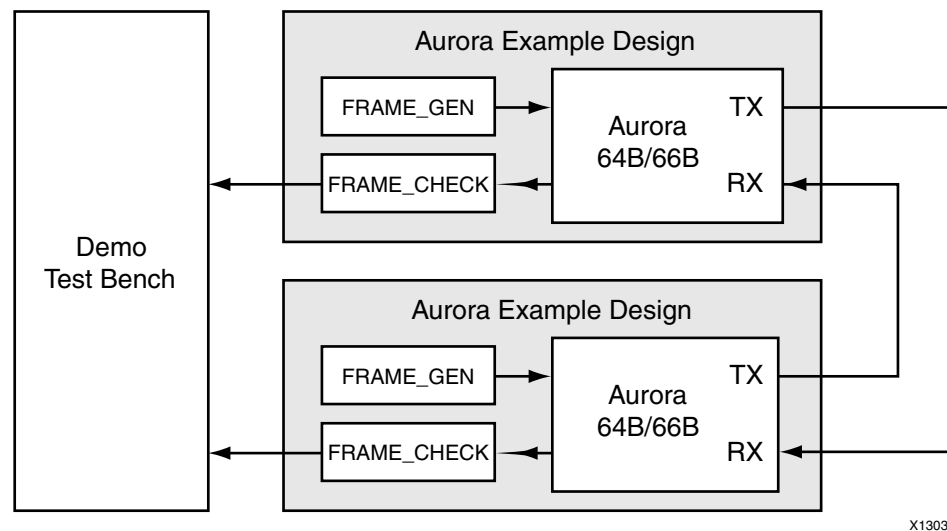 Aurora Example Design
FRAME_GEN
TX
Aurora
64B/66B
FRAME_CHECK
RX
Demo
Test Bench
Aurora Example Design
FRAME_GEN
TX
Aurora
64B/66B
FRAME_CHECK
RX
X1303